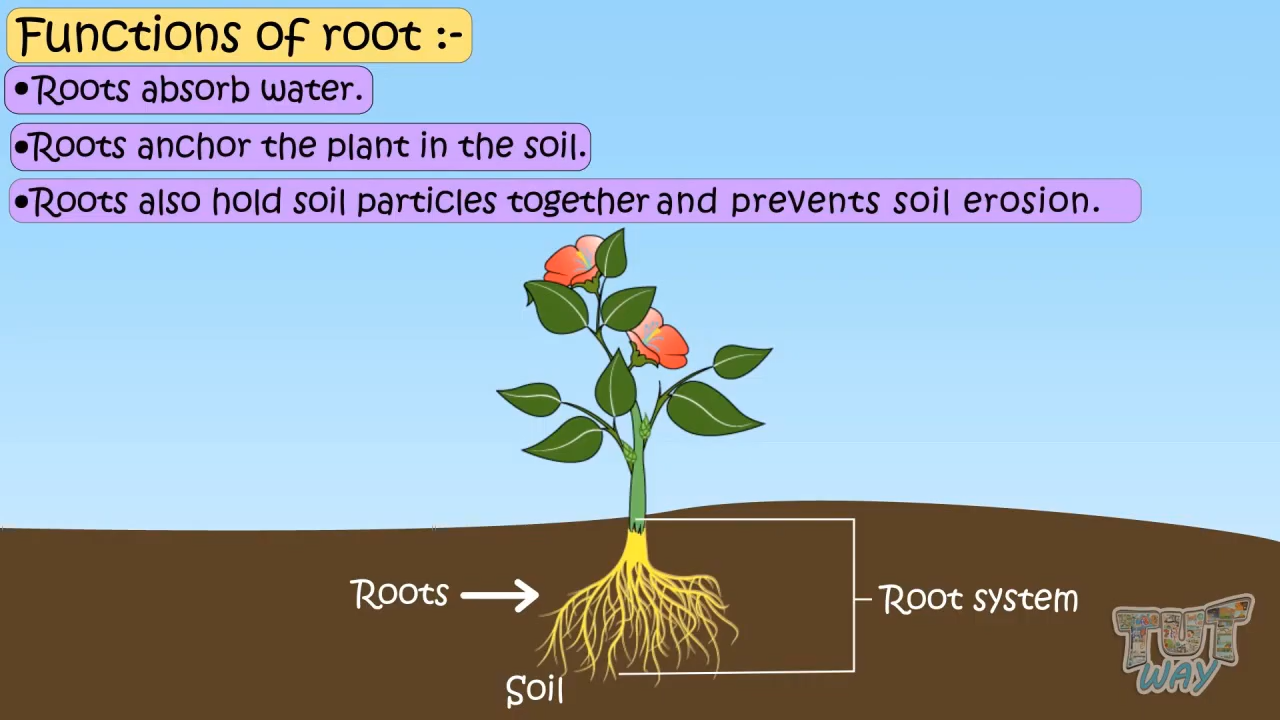 Functions of root :-
•Roots absorb water.
•Roots anchor the plant in the soil.
•Roots also hold soil particles together and prevents soil erosion.
Roots
Root system
Soil
TUT
WAY